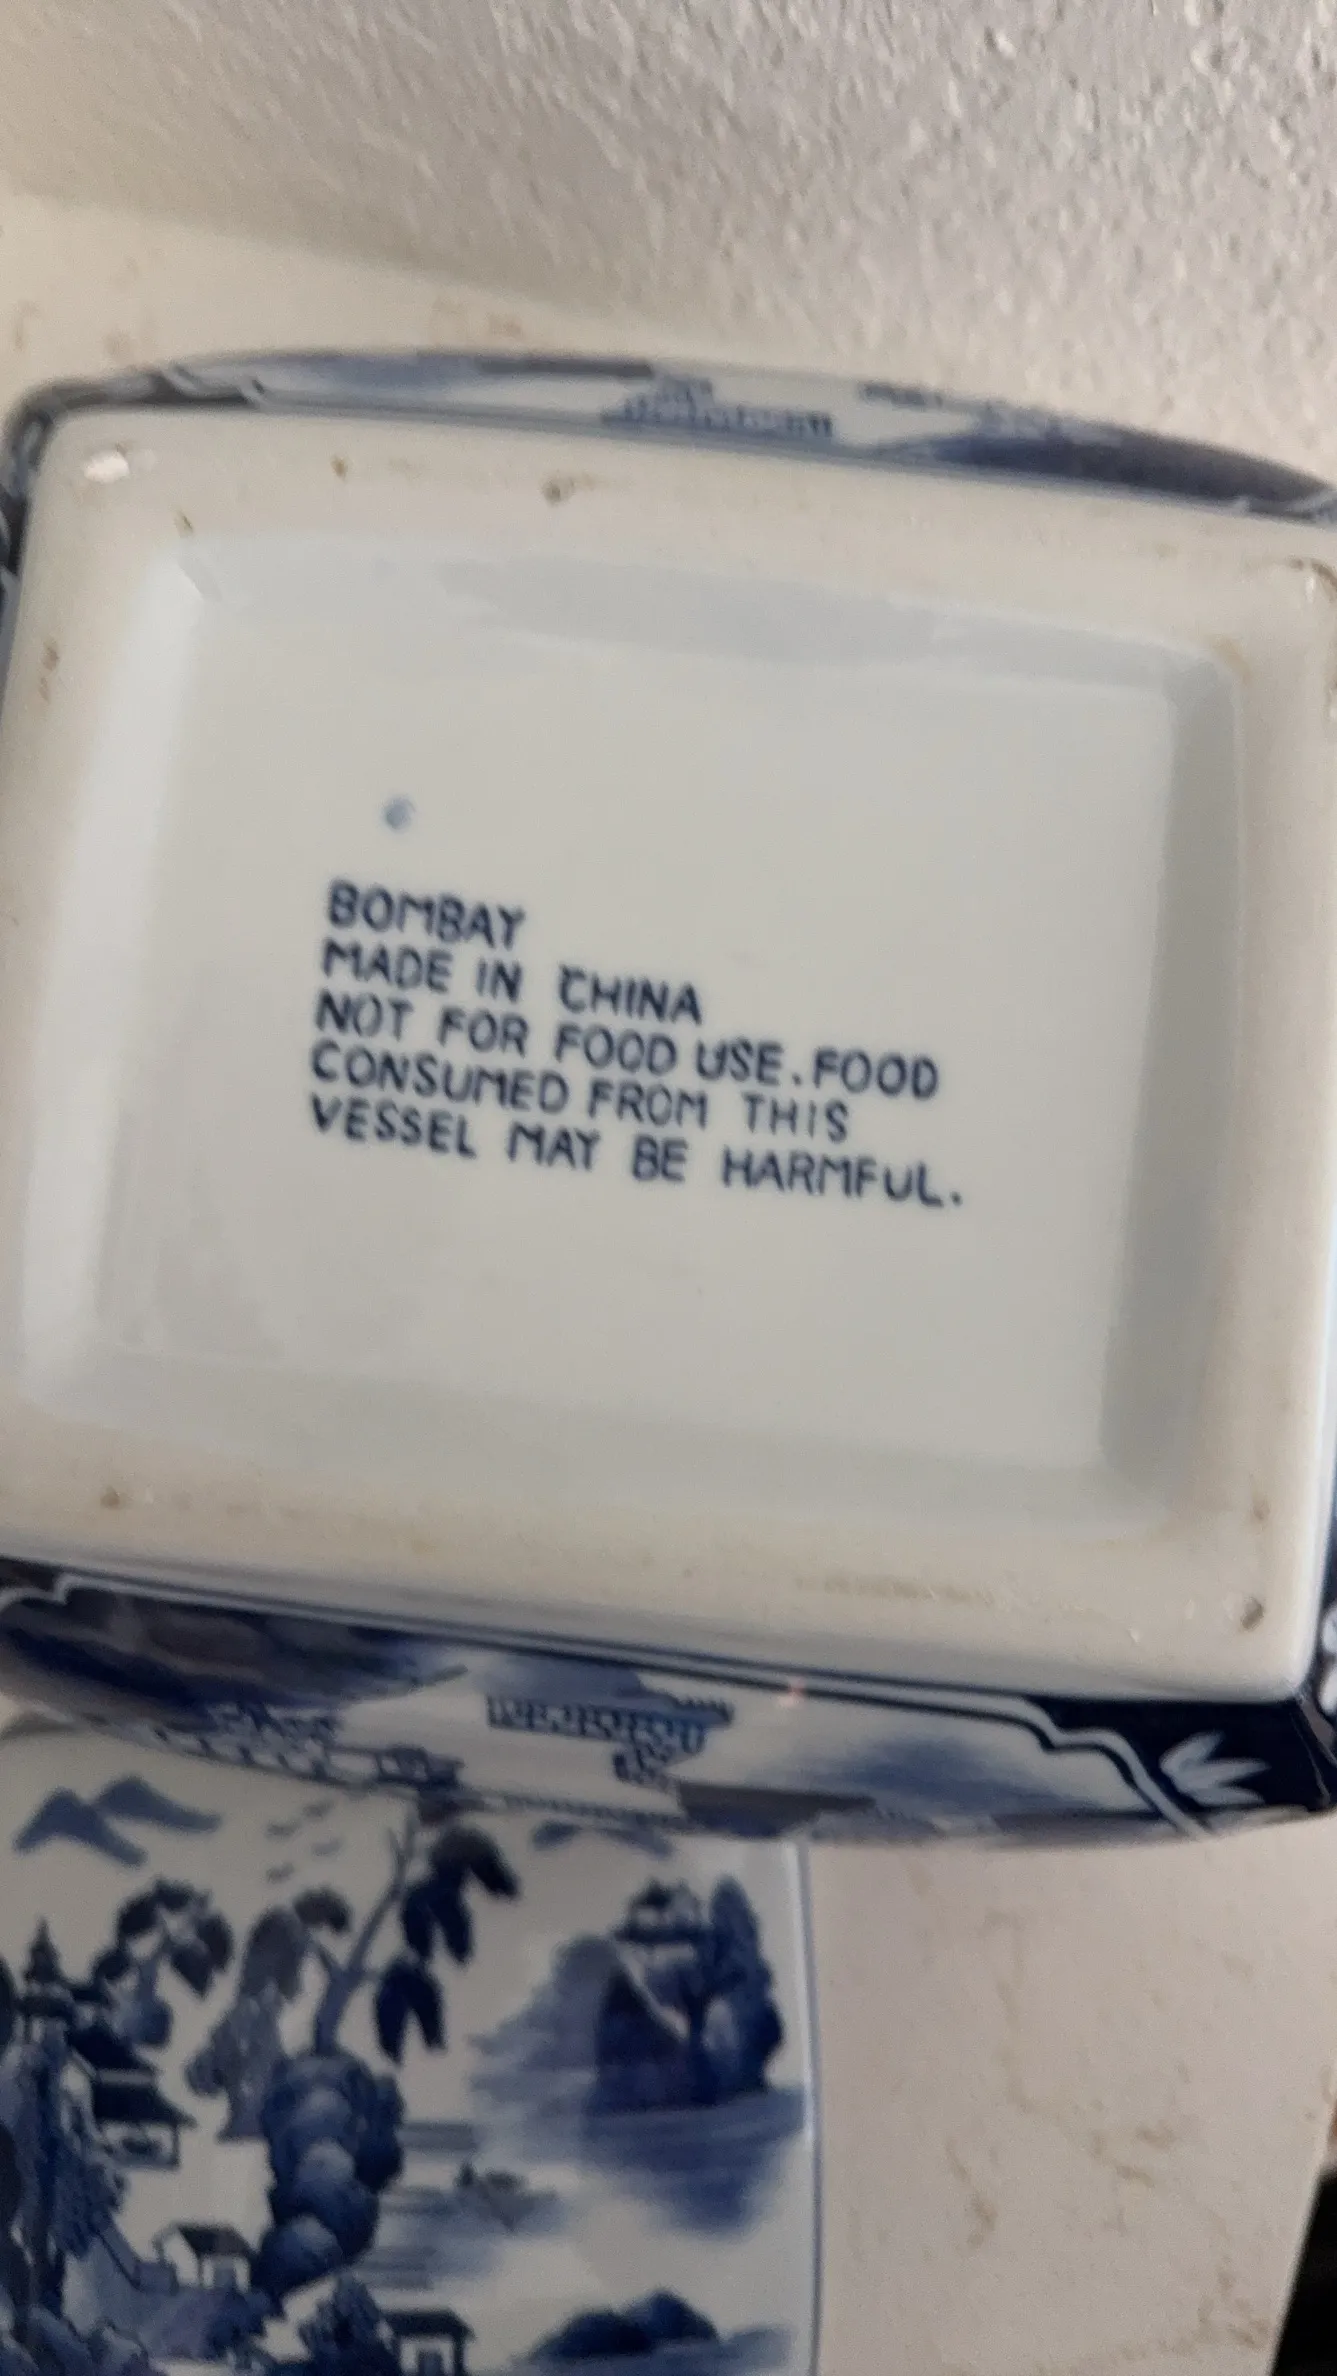 BOMBAY
MADE IN CHINA
NOT FOR FOOD USE. FOOD
CONSUMED FROM THIS
VESSEL MAY BE HARMFUL.